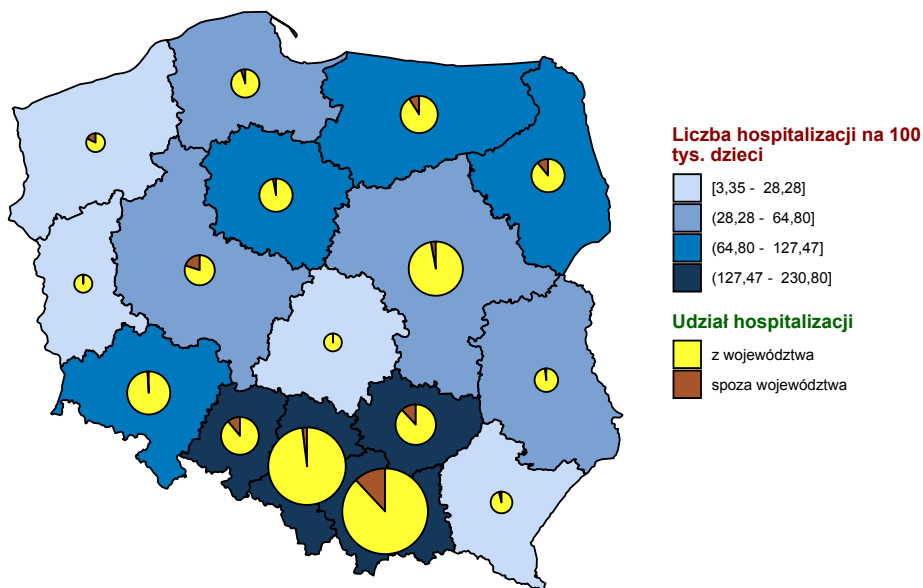 Liczba hospitalizacji na 100
tys. dzieci
[3,35 - 28,28]
(28,28 - 64,80]
(64,80 - 127,47]
(127,47 - 230,80]
Udział hospitalizacji
z województwa
spoza województwa